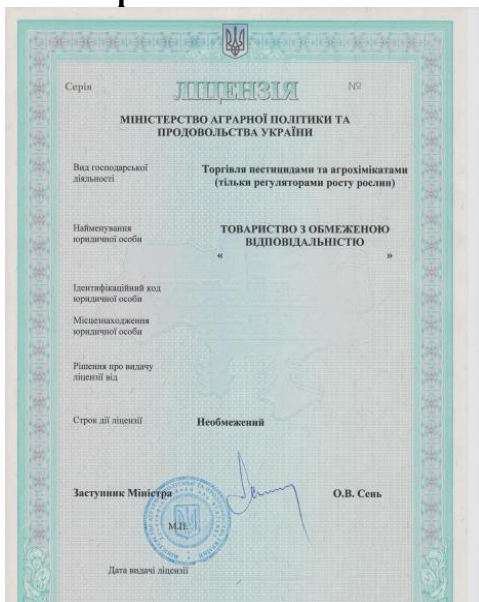 Серія ЛІЦЕНЗІЯ №
МІНІСТЕРСТВО АГРАРНОЇ ПОЛІТИКИ ТА
ПРОДОВОЛЬСТВА УКРАЇНИ
Вид господарської
діяльності
Торгівля пестицидами та агрохімікатами
(тільки регуляторами росту рослин)
Найменування
юридичної особи
ТОВАРИСТВО З ОБМЕЖЕНОЮ
ВІДПОВІДАЛЬНІСТЮ
« »
Ідентифікаційний код
юридичної особи
Місцезнаходження
юридичної особи
Рішення про видачу
ліцензії від
Строк дії ліцензії Необмежений
Заступник Міністра О.В. Сень
М.П.
Дата видачі ліцензії